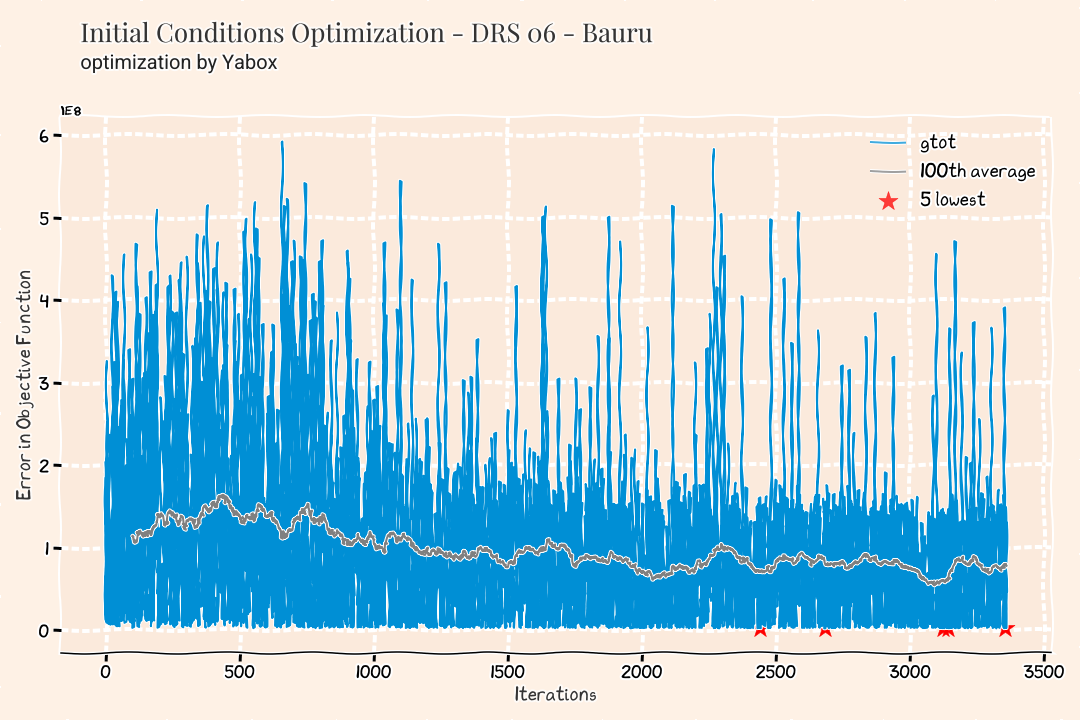 Initial Conditions Optimization - DRS 06 - Bauru
optimization by Yabox
1E8
gtot
100th average
5 lowest
Error in Objective Function
6
5
4
3
2
1
0
0 500 1000 1500 2000 2500 3000 3500
Iterations